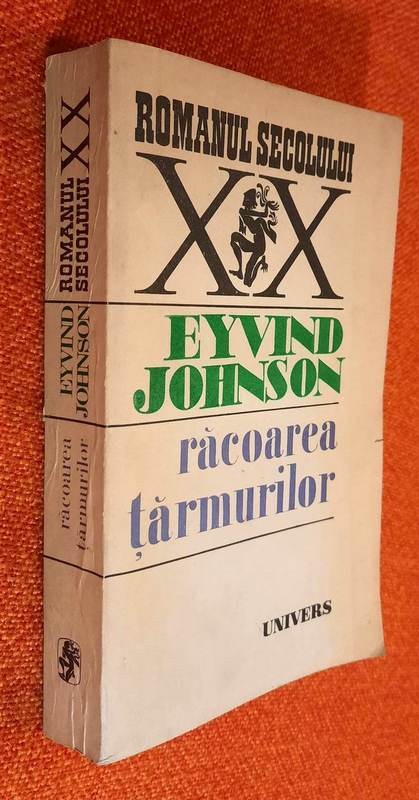 ROMANUL SECOLULUI
XX
EYVIND
JOHNSON
răcoarea
țărmurilor
UNIVERS
ROMANUL
SECOLULUI
XX
EYVIND
JOHNSON
răcoarea
țărmurilor